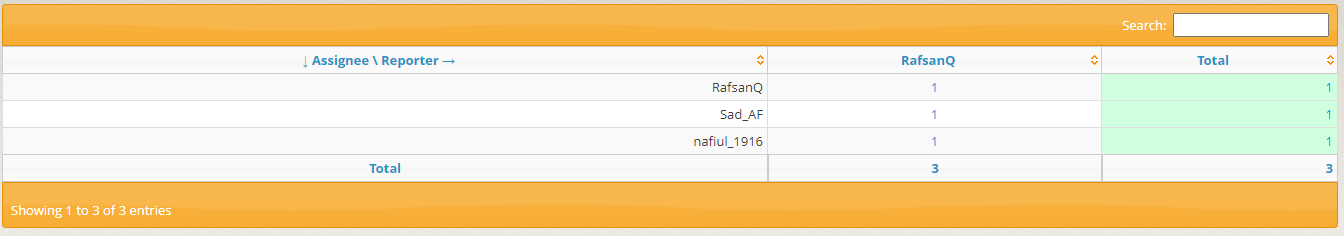 Search:
↓ Assignee \ Reporter → RafsanQ Total
RafsanQ 1 1
Sad_AF 1 1
nafiul_1916 1 1
Total 3 3
Showing 1 to 3 of 3 entries